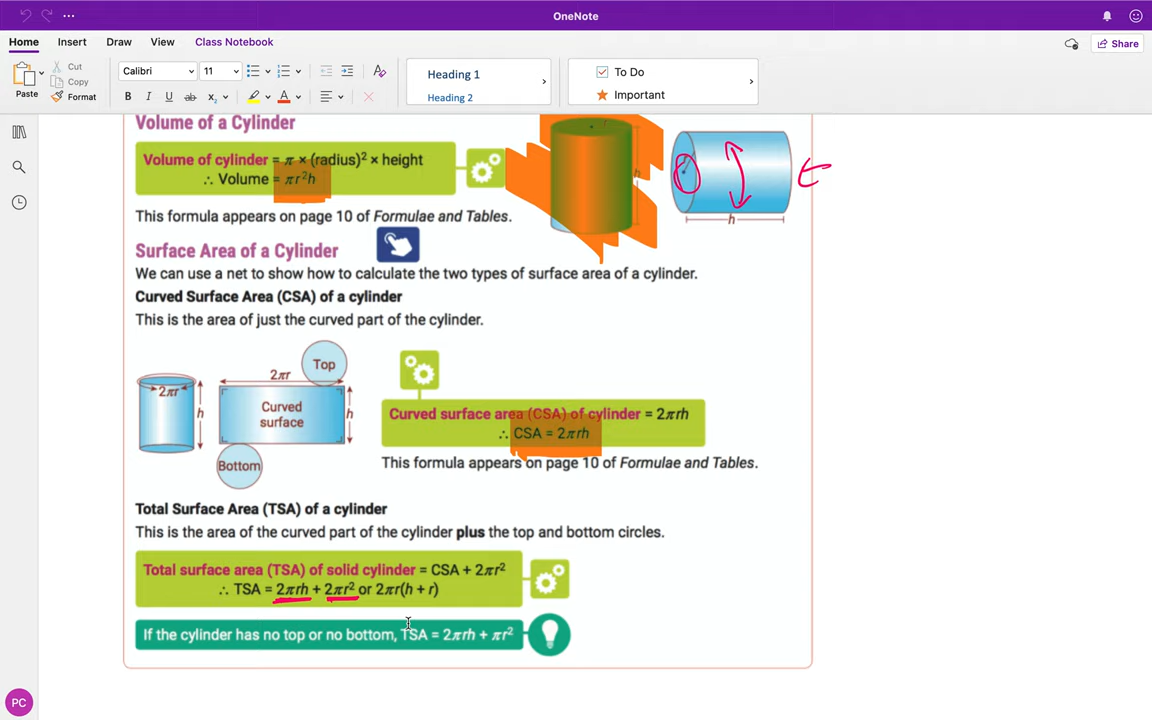 OneNote
Home Insert Draw View Class Notebook
Share
Paste
Cut
Copy
Format
Calibri 11
B I U ab x₂ A
Heading 1
Heading 2
To Do
Important
Volume of a Cylinder
Volume of cylinder = π × (radius)² × height
∴ Volume = πr²h
r
h
h
This formula appears on page 10 of Formulae and Tables.
Surface Area of a Cylinder
We can use a net to show how to calculate the two types of surface area of a cylinder.
Curved Surface Area (CSA) of a cylinder
This is the area of just the curved part of the cylinder.
2πr
h
2πr
Top
Curved
surface
h
Bottom
Curved surface area (CSA) of cylinder = 2πrh
∴ CSA = 2πrh
This formula appears on page 10 of Formulae and Tables.
Total Surface Area (TSA) of a cylinder
This is the area of the curved part of the cylinder plus the top and bottom circles.
Total surface area (TSA) of solid cylinder = CSA + 2πr²
∴ TSA = 2πrh + 2πr² or 2πr(h + r)
If the cylinder has no top or no bottom, TSA = 2πrh + πr²
PC